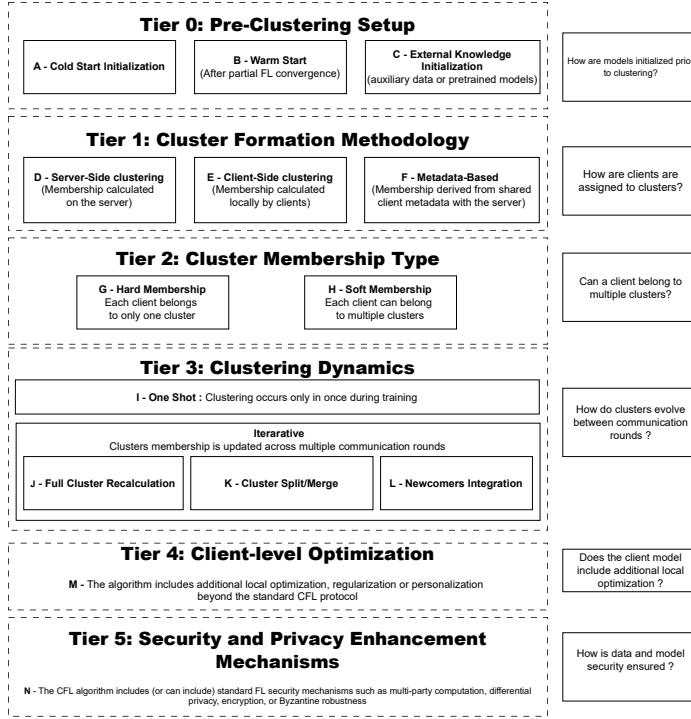 Tier 0: Pre-Clustering Setup
A - Cold Start Initialization
B - Warm Start
(After partial FL convergence)
C - External Knowledge
Initialization
(auxiliary data or pretrained models)
How are models initialized prior
to clustering?
Tier 1: Cluster Formation Methodology
D - Server-Side clustering
(Membership calculated
on the server)
E - Client-Side clustering
(Membership calculated
locally by clients)
F - Metadata-Based
(Membership derived from shared
client metadata with the server)
How are clients are
assigned to clusters?
Tier 2: Cluster Membership Type
G - Hard Membership
Each client belongs
to only one cluster
H - Soft Membership
Each client can belong
to multiple clusters
Can a client belong to
multiple clusters?
Tier 3: Clustering Dynamics
I - One Shot : Clustering occurs only in once during training
Iterarative
Clusters membership is updated across multiple communication rounds
J - Full Cluster Recalculation
K - Cluster Split/Merge
L - Newcomers Integration
How do clusters evolve
between communication
rounds ?
Tier 4: Client-level Optimization
M - The algorithm includes additional local optimization, regularization or personalization
beyond the standard CFL protocol
Does the client model
include additional local
optimization ?
Tier 5: Security and Privacy Enhancement
Mechanisms
N - The CFL algorithm includes (or can include) standard FL security mechanisms such as multi-party computation, differential
privacy, encryption, or Byzantine robustness
How is data and model
security ensured ?